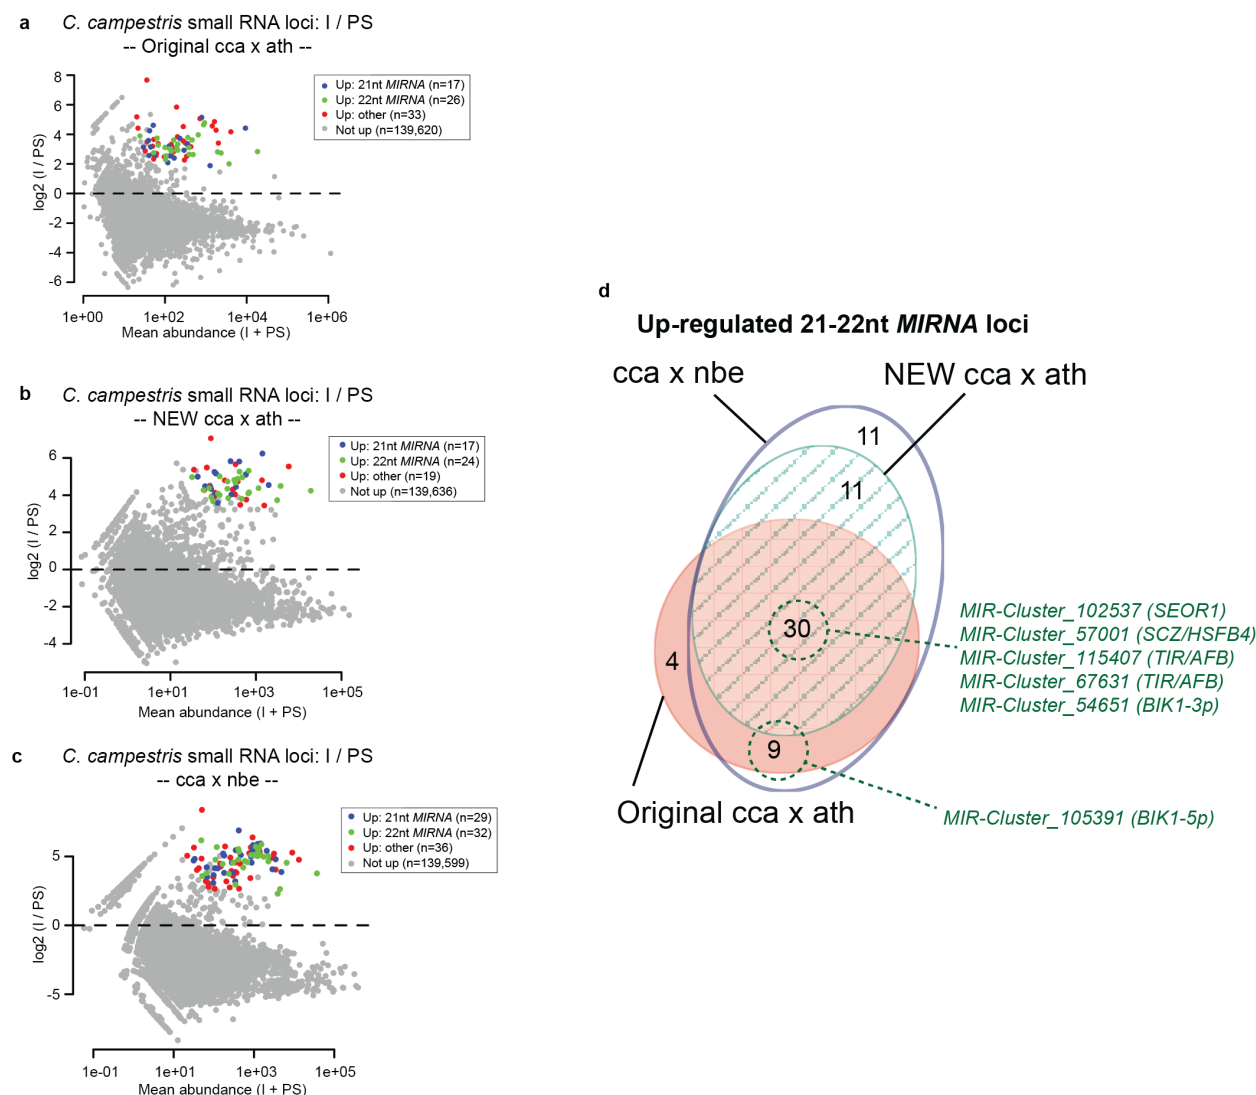 a
C. campestris small RNA loci: I / PS
-- Original cca x ath --
Up: 21nt MIRNA (n=17)
Up: 22nt MIRNA (n=26)
Up: other (n=33)
Not up (n=139,620)
log2 (I / PS)
8
6
4
2
0
-2
-4
-6
1e+00 1e+02 1e+04 1e+06
Mean abundance (I + PS)
b
C. campestris small RNA loci: I / PS
-- NEW cca x ath --
Up: 21nt MIRNA (n=17)
Up: 22nt MIRNA (n=24)
Up: other (n=19)
Not up (n=139,636)
log2 (I / PS)
6
4
2
0
-2
-4
1e-01 1e+01 1e+03 1e+05
Mean abundance (I + PS)
c
C. campestris small RNA loci: I / PS
-- cca x nbe --
Up: 21nt MIRNA (n=29)
Up: 22nt MIRNA (n=32)
Up: other (n=36)
Not up (n=139,599)
log2 (I / PS)
5
0
-5
1e-01 1e+01 1e+03 1e+05
Mean abundance (I + PS)
d
Up-regulated 21-22nt MIRNA loci
cca x nbe
NEW cca x ath
11
11
30
4
9
MIR-Cluster_102537 (SEOR1)
MIR-Cluster_57001 (SCZ/HSFB4)
MIR-Cluster_115407 (TIR/AFB)
MIR-Cluster_67631 (TIR/AFB)
MIR-Cluster_54651 (BIK1-3p)
Original cca x ath
MIR-Cluster_105391 (BIK1-5p)